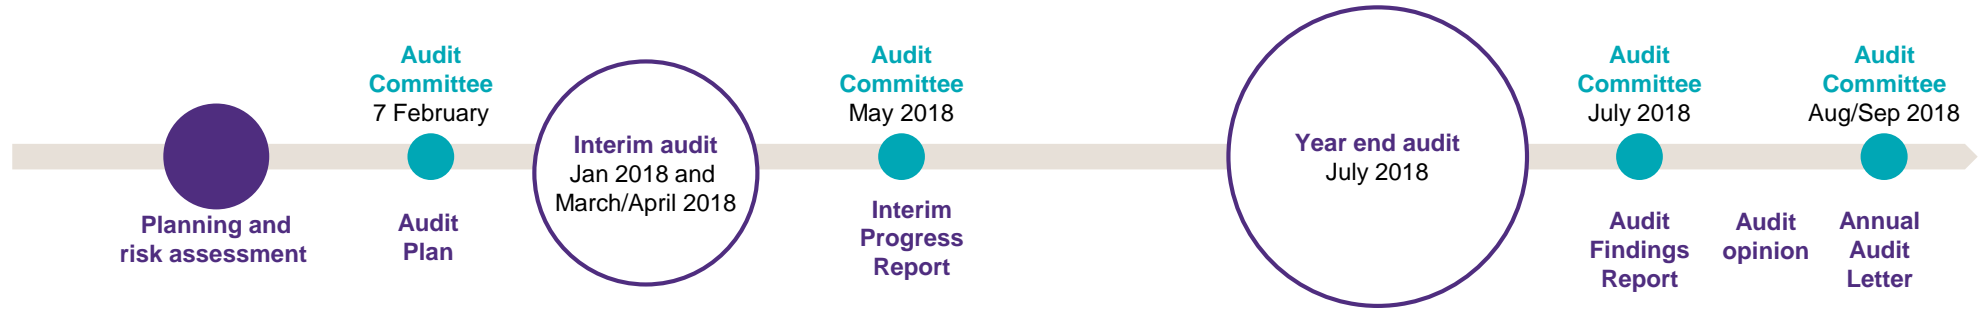 Audit
Committee
7 February
Planning and
risk assessment
Audit
Plan
Interim audit
Jan 2018 and
March/April 2018
Audit
Committee
May 2018
Interim
Progress
Report
Year end audit
July 2018
Audit
Committee
July 2018
Audit
Findings
Report
Audit
opinion
Audit
Committee
Aug/Sep 2018
Annual
Audit
Letter